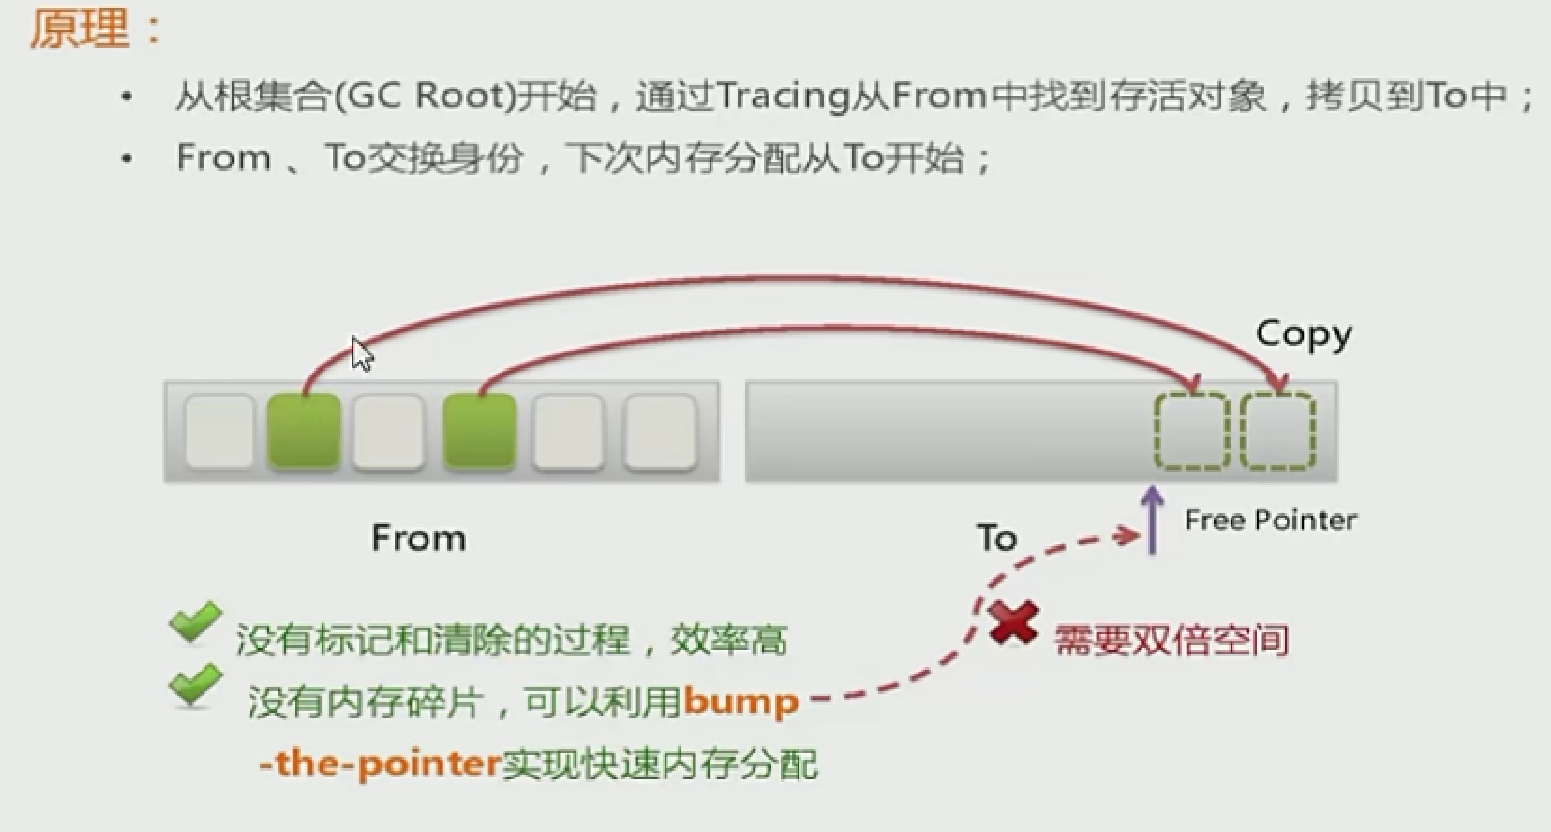 原理：
• 从根集合(GC Root)开始，通过Tracing从From中找到存活对象，拷贝到To中；
• From 、To交换身份，下次内存分配从To开始；
Copy
From
To
Free Pointer
没有标记和清除的过程，效率高
没有内存碎片，可以利用bump
-the-pointer实现快速内存分配
需要双倍空间